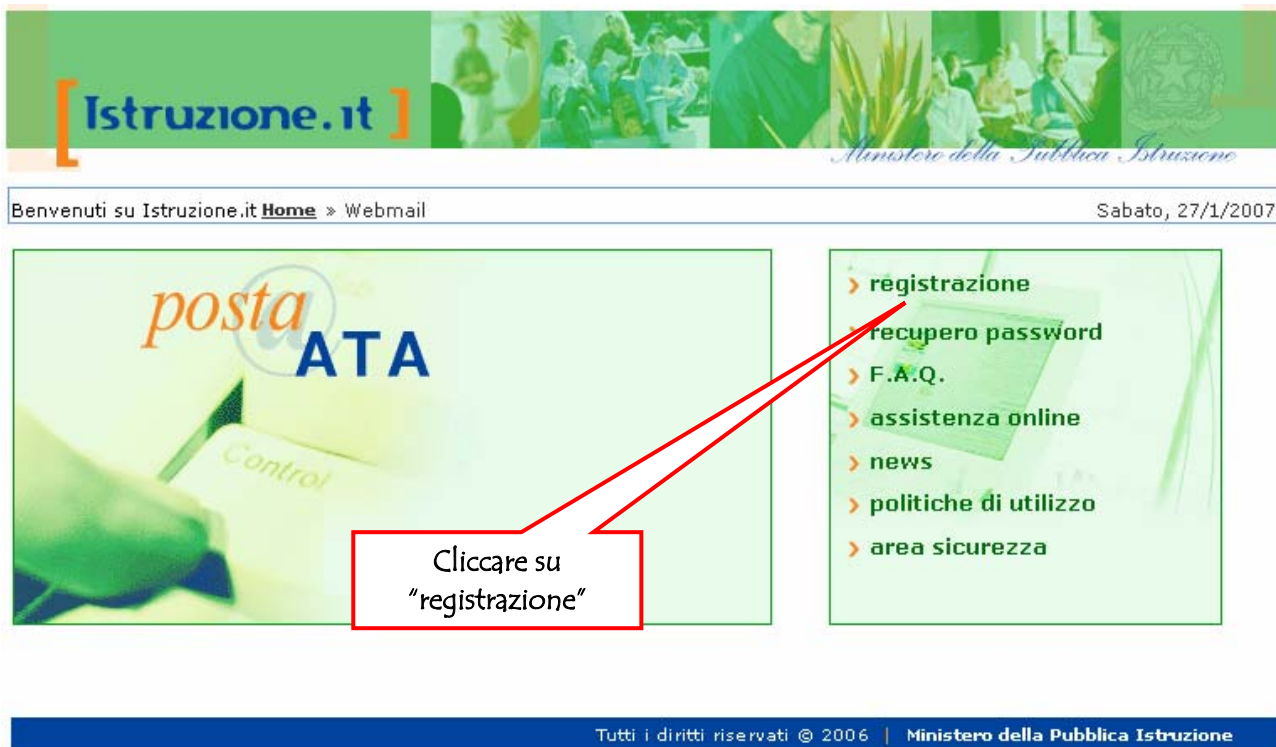 [Istruzione.it]
Ministero della Pubblica Istruzione
Benvenuti su Istruzione.it Home » Webmail
Sabato, 27/1/2007
posta
@
ATA
Control
› registrazione
› recupero password
› F.A.Q.
› assistenza online
› news
› politiche di utilizzo
› area sicurezza
Cliccare su
“registrazione”
Tutti i diritti riservati © 2006 | Ministero della Pubblica Istruzione